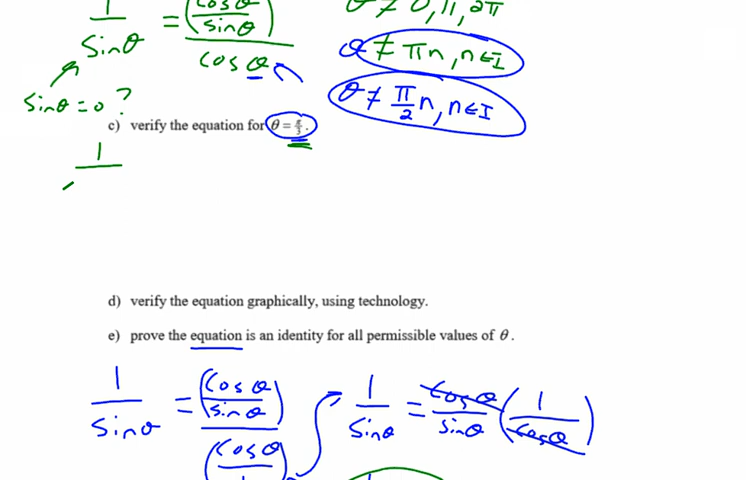 1/sinθ = (cosθ/sinθ)/cosθ
θ ≠ 0, π, 2π
θ ≠ πn, n∈I
sinθ = 0 ?
θ ≠ π/2 n, n∈I
c) verify the equation for θ = π/3.
1
d) verify the equation graphically, using technology.
e) prove the equation is an identity for all permissible values of θ.
1/sinθ = (cosθ/sinθ)/(cosθ/1)
1/sinθ = cosθ/sinθ (1/cosθ)